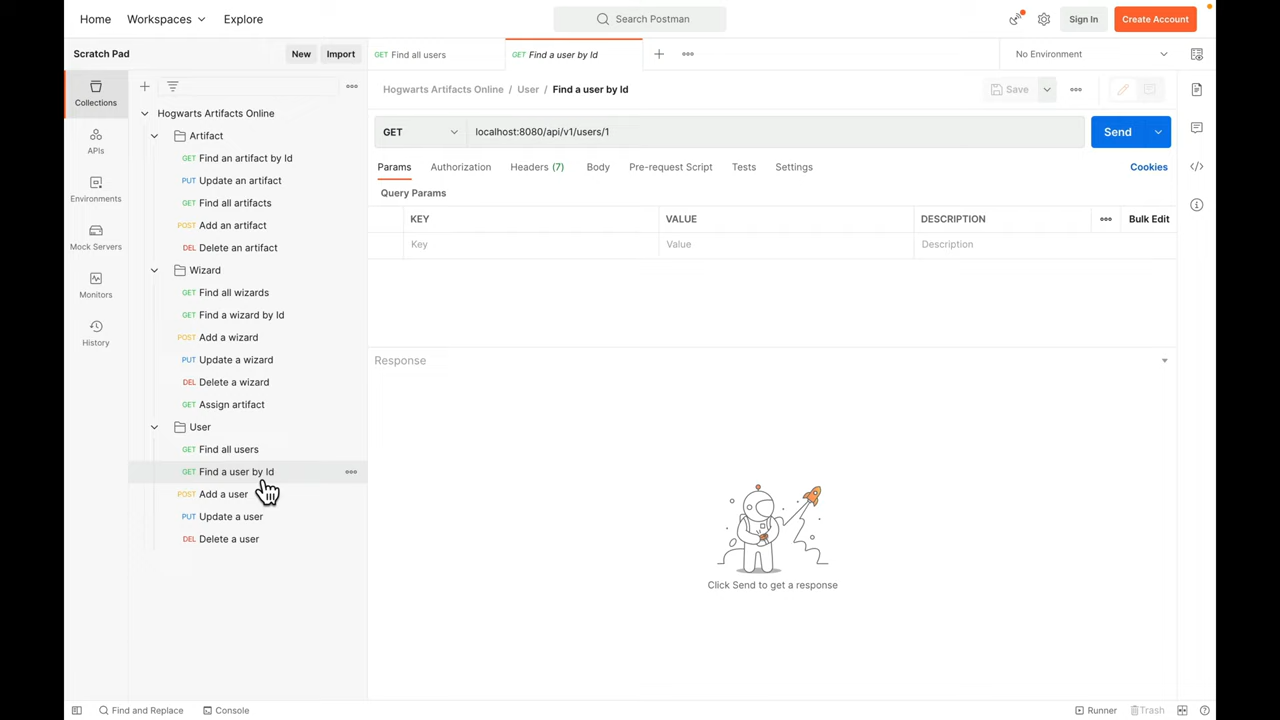 Home Workspaces Explore Search Postman Sign In Create Account
Scratch Pad New Import GET Find all users GET Find a user by Id No Environment
Collections
APIs
Environments
Mock Servers
Monitors
History
Hogwarts Artifacts Online
Artifact
GET Find an artifact by Id
PUT Update an artifact
GET Find all artifacts
POST Add an artifact
DEL Delete an artifact
Wizard
GET Find all wizards
GET Find a wizard by Id
POST Add a wizard
PUT Update a wizard
DEL Delete a wizard
GET Assign artifact
User
GET Find all users
GET Find a user by Id
POST Add a user
PUT Update a user
DEL Delete a user
Hogwarts Artifacts Online / User / Find a user by Id Save
GET localhost:8080/api/v1/users/1 Send
Params Authorization Headers (7) Body Pre-request Script Tests Settings Cookies
Query Params
KEY VALUE DESCRIPTION Bulk Edit
Key Value Description
Response
Click Send to get a response
Find and Replace Console Runner Trash